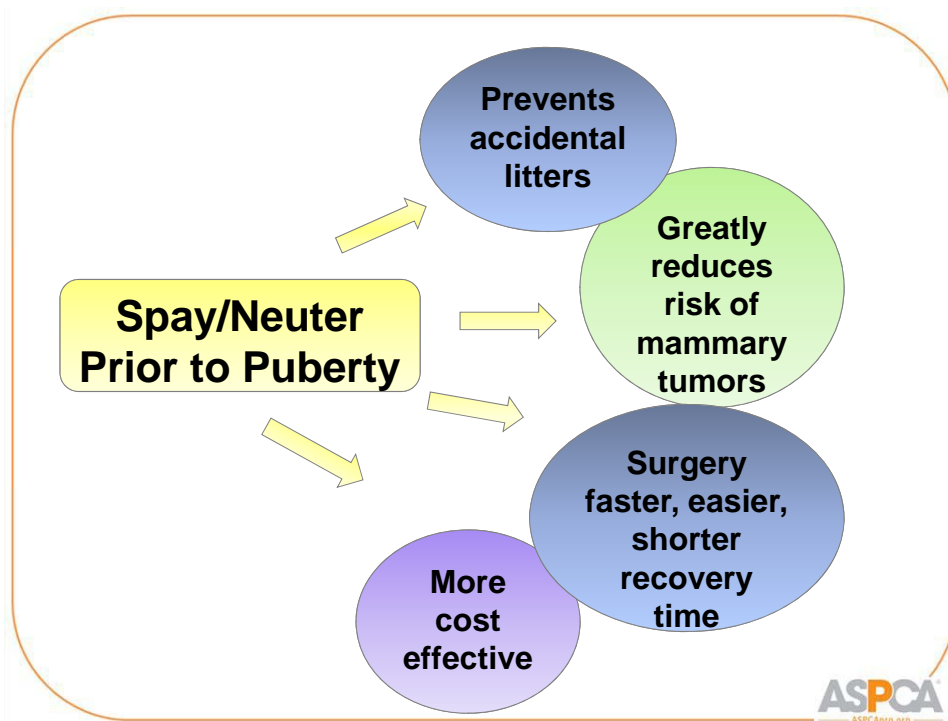 Prevents
accidental
litters
Greatly
reduces
risk of
mammary
tumors
Spay/Neuter
Prior to Puberty
Surgery
faster, easier,
shorter
recovery
time
More
cost
effective
ASPCA